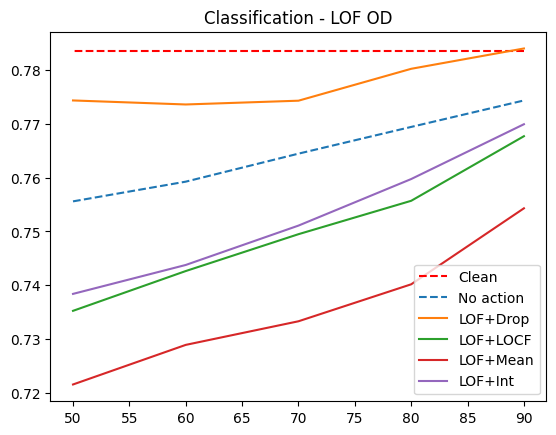 Classification - LOF OD
0.78
0.77
0.76
0.75
0.74
0.73
0.72
Clean
No action
LOF+Drop
LOF+LOCF
LOF+Mean
LOF+Int
50 55 60 65 70 75 80 85 90